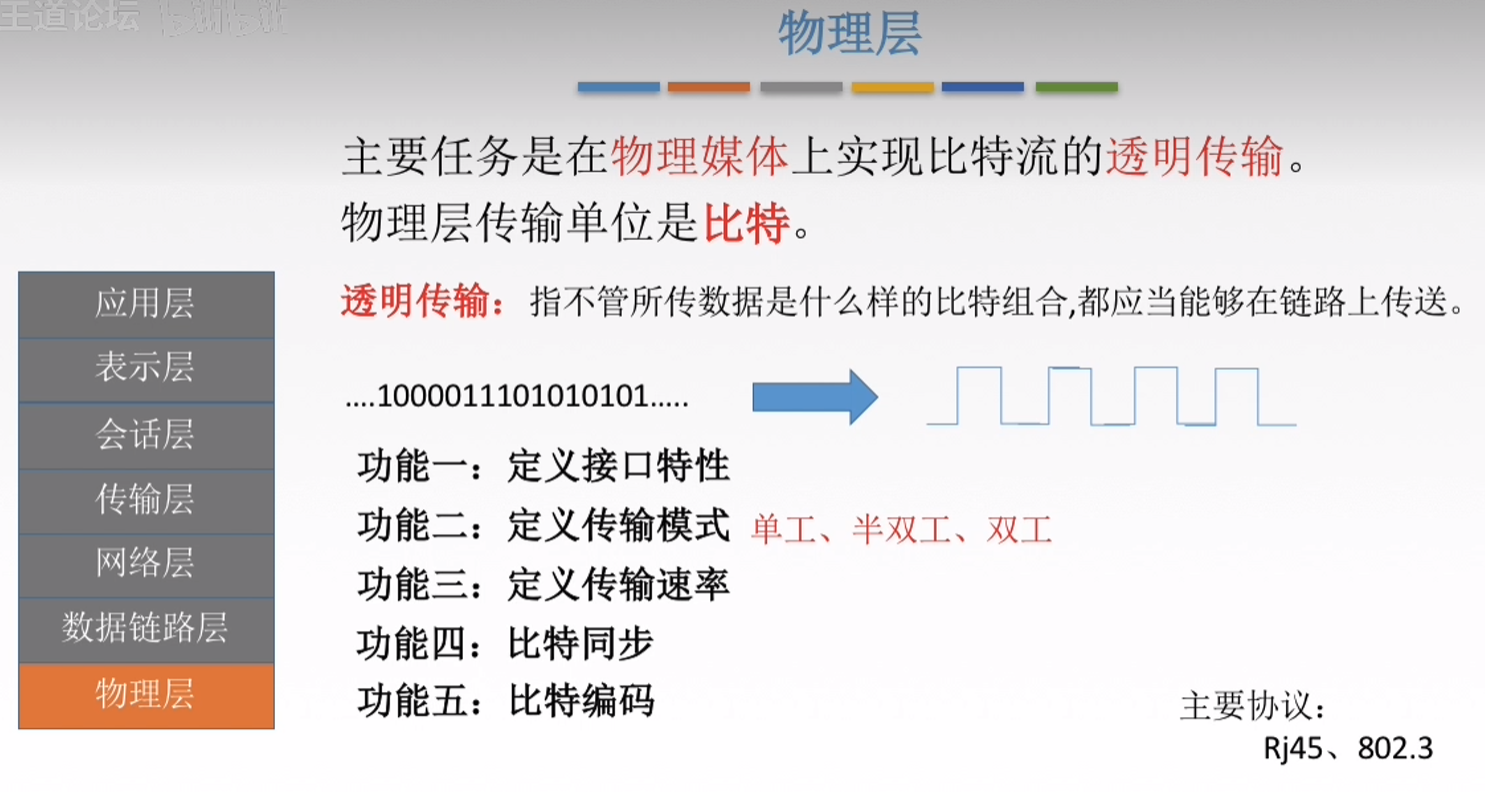 王道论坛 bilibili
物理层
主要任务是在物理媒体上实现比特流的透明传输。
物理层传输单位是比特。
透明传输：指不管所传数据是什么样的比特组合,都应当能够在链路上传送。
....1000011101010101.....
应用层
表示层
会话层
传输层
网络层
数据链路层
物理层
功能一：定义接口特性
功能二：定义传输模式 单工、半双工、双工
功能三：定义传输速率
功能四：比特同步
功能五：比特编码
主要协议：
Rj45、802.3